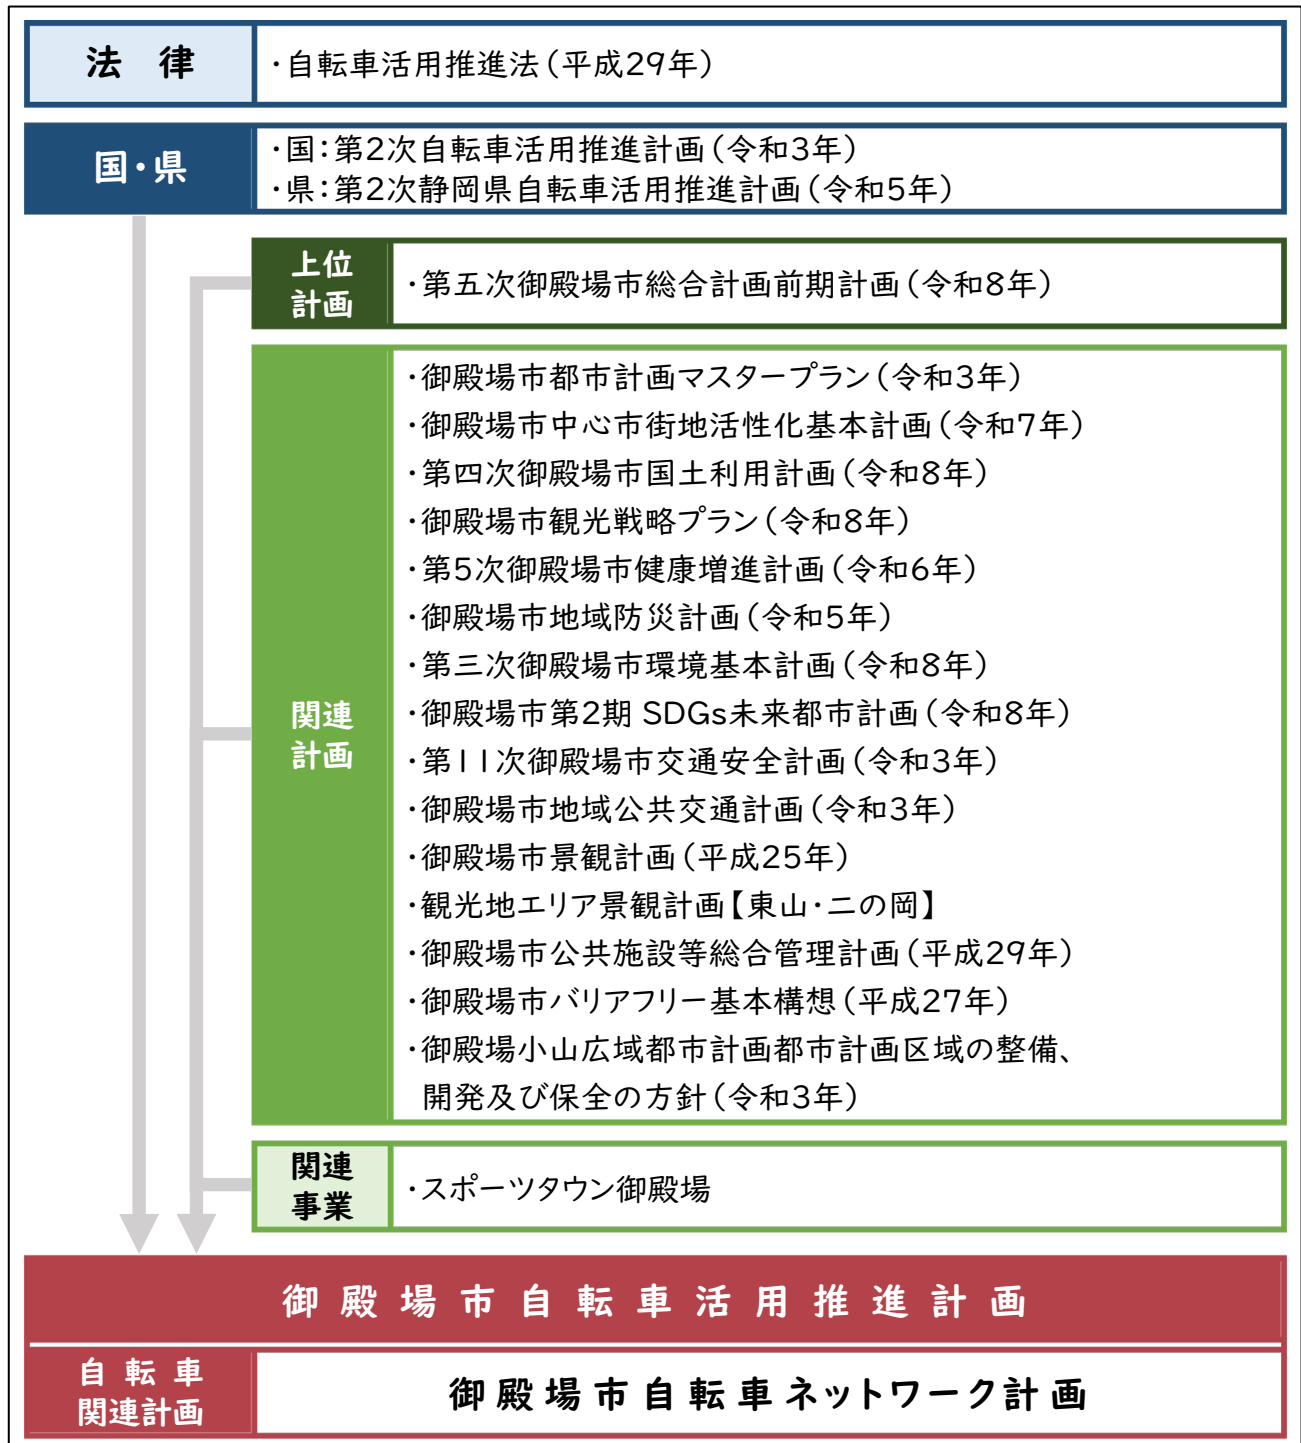 法　律
・自転車活用推進法（平成29年）
国・県
・国：第2次自転車活用推進計画（令和3年）
・県：第2次静岡県自転車活用推進計画（令和5年）
上位
計画
・第五次御殿場市総合計画前期計画（令和8年）
関連
計画
・御殿場市都市計画マスタープラン（令和3年）
・御殿場市中心市街地活性化基本計画（令和7年）
・第四次御殿場市国土利用計画（令和8年）
・御殿場市観光戦略プラン（令和8年）
・第5次御殿場市健康増進計画（令和6年）
・御殿場市地域防災計画（令和5年）
・第三次御殿場市環境基本計画（令和8年）
・御殿場市第2期 SDGs未来都市計画（令和8年）
・第11次御殿場市交通安全計画（令和3年）
・御殿場市地域公共交通計画（令和3年）
・御殿場市景観計画（平成25年）
・観光地エリア景観計画【東山・二の岡】
・御殿場市公共施設等総合管理計画（平成29年）
・御殿場市バリアフリー基本構想（平成27年）
・御殿場小山広域都市計画都市計画区域の整備、
開発及び保全の方針（令和3年）
関連
事業
・スポーツタウン御殿場
御殿場市自転車活用推進計画
自転車
関連計画
御殿場市自転車ネットワーク計画